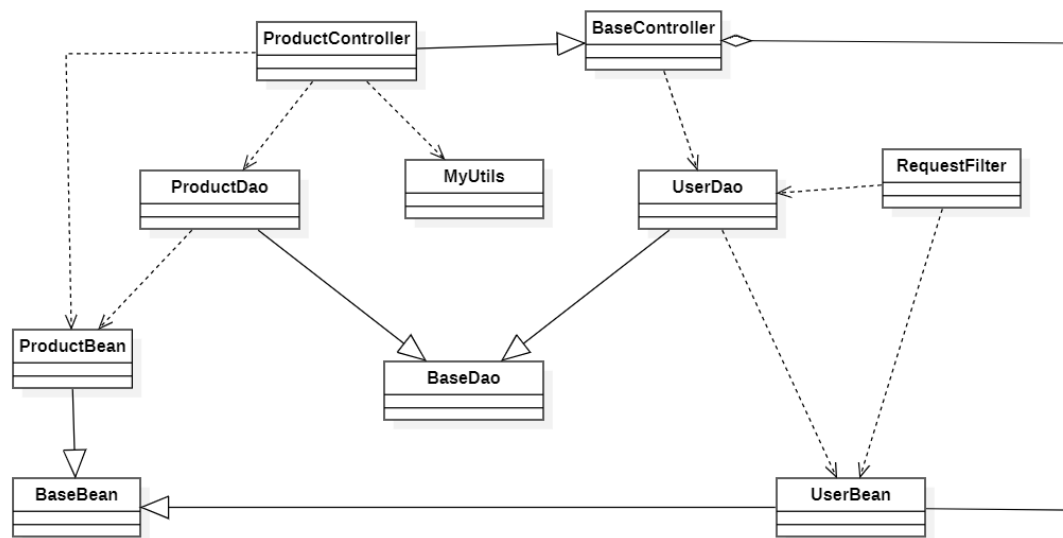 ProductController
BaseController
ProductDao
MyUtils
UserDao
RequestFilter
ProductBean
BaseDao
BaseBean
UserBean